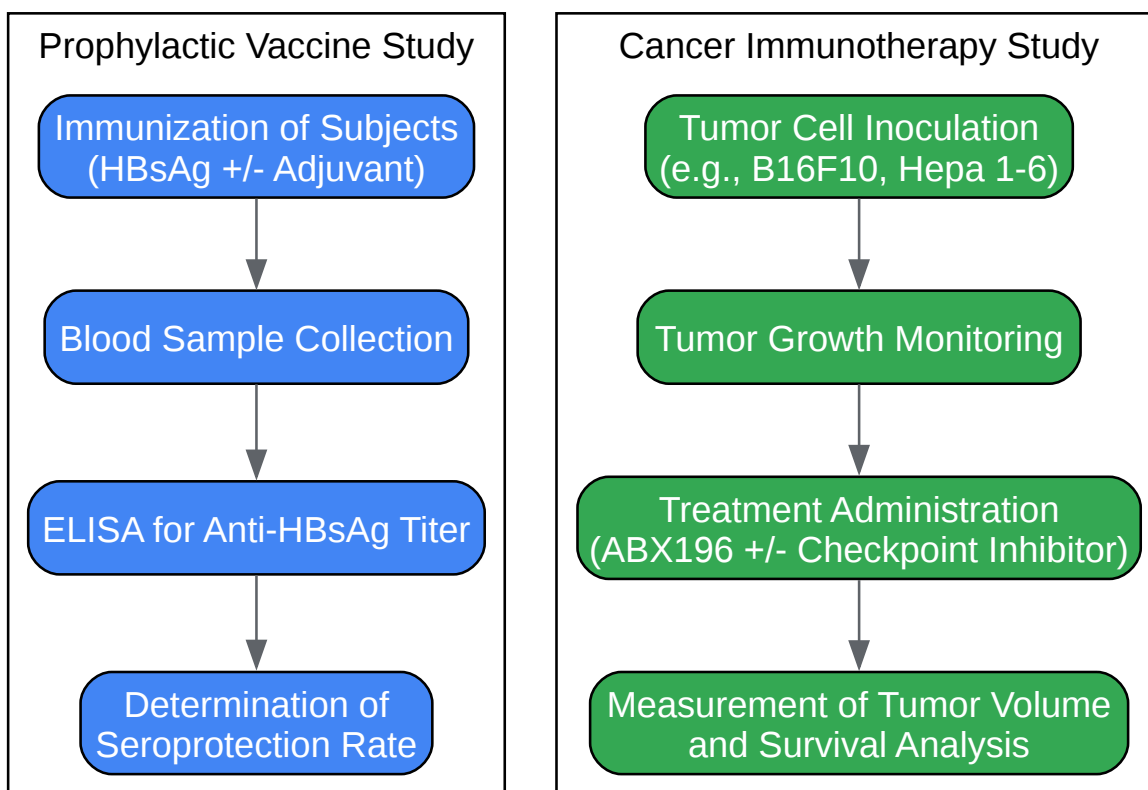 Prophylactic Vaccine Study
Immunization of Subjects
(HBsAg +/- Adjuvant)
Blood Sample Collection
ELISA for Anti-HBsAg Titer
Determination of
Seroprotection Rate
Cancer Immunotherapy Study
Tumor Cell Inoculation
(e.g., B16F10, Hepa 1-6)
Tumor Growth Monitoring
Treatment Administration
(ABX196 +/- Checkpoint Inhibitor)
Measurement of Tumor Volume
and Survival Analysis